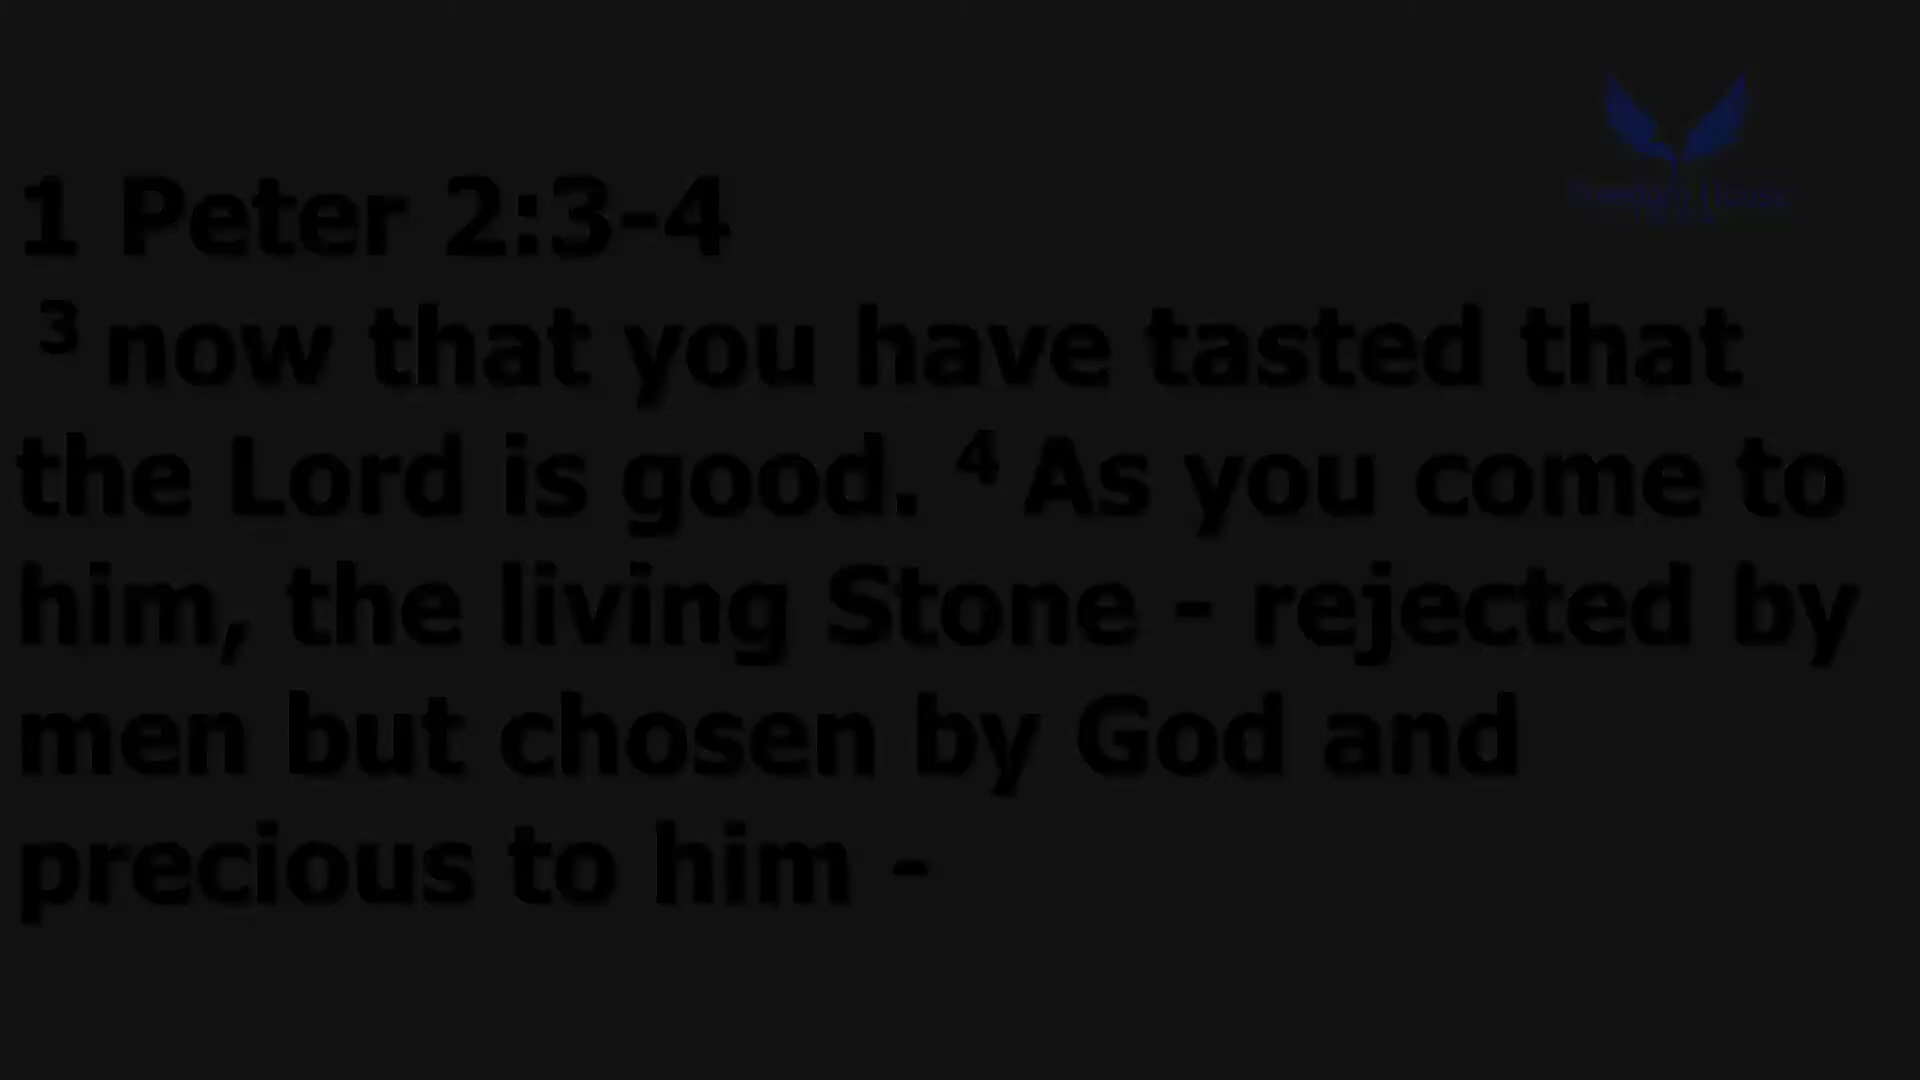 1 Peter 2:3-4
3 now that you have tasted that
the Lord is good. 4 As you come to
him, the living Stone - rejected by
men but chosen by God and
precious to him -